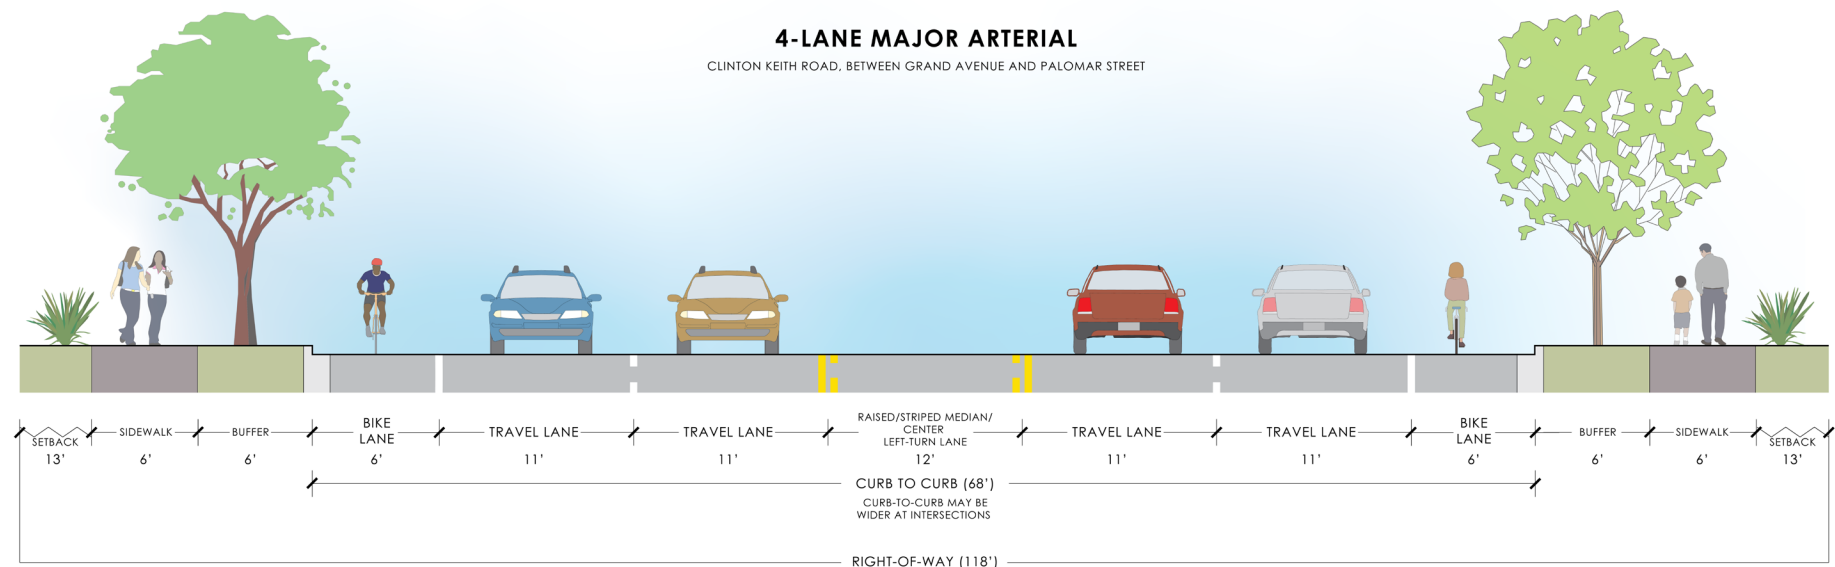 4-LANE MAJOR ARTERIAL
CLINTON KEITH ROAD, BETWEEN GRAND AVENUE AND PALOMAR STREET
SETBACK
13'
SIDEWALK
6'
BUFFER
6'
BIKE
LANE
6'
TRAVEL LANE
11'
TRAVEL LANE
11'
RAISED/STRIPED MEDIAN/
CENTER
LEFT-TURN LANE
12'
TRAVEL LANE
11'
TRAVEL LANE
11'
BIKE
LANE
6'
BUFFER
6'
SIDEWALK
6'
SETBACK
13'
CURB TO CURB (68')
CURB-TO-CURB MAY BE
WIDER AT INTERSECTIONS
RIGHT-OF-WAY (118')